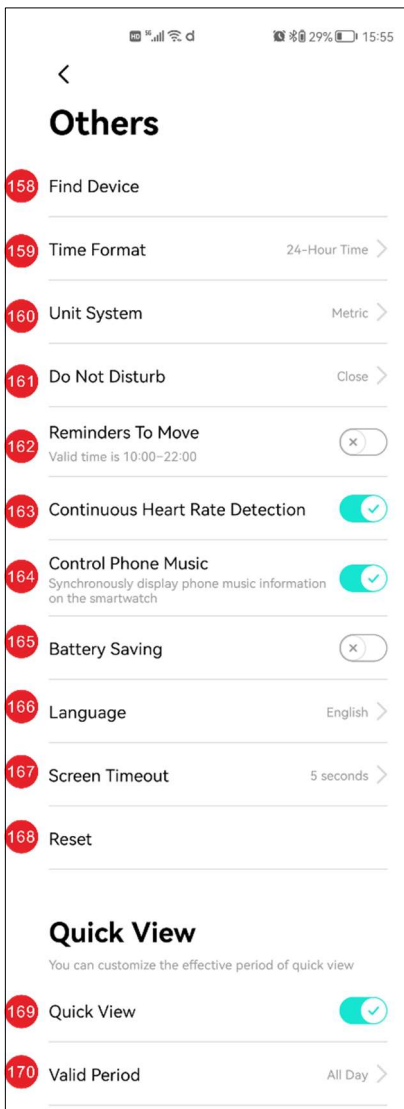 HD 5G d 29% 15:55
Others
158 Find Device
159 Time Format 24-Hour Time
160 Unit System Metric
161 Do Not Disturb Close
162 Reminders To Move
Valid time is 10:00-22:00
163 Continuous Heart Rate Detection
164 Control Phone Music
Synchronously display phone music information
on the smartwatch
165 Battery Saving
166 Language English
167 Screen Timeout 5 seconds
168 Reset
Quick View
You can customize the effective period of quick view
169 Quick View
170 Valid Period All Day